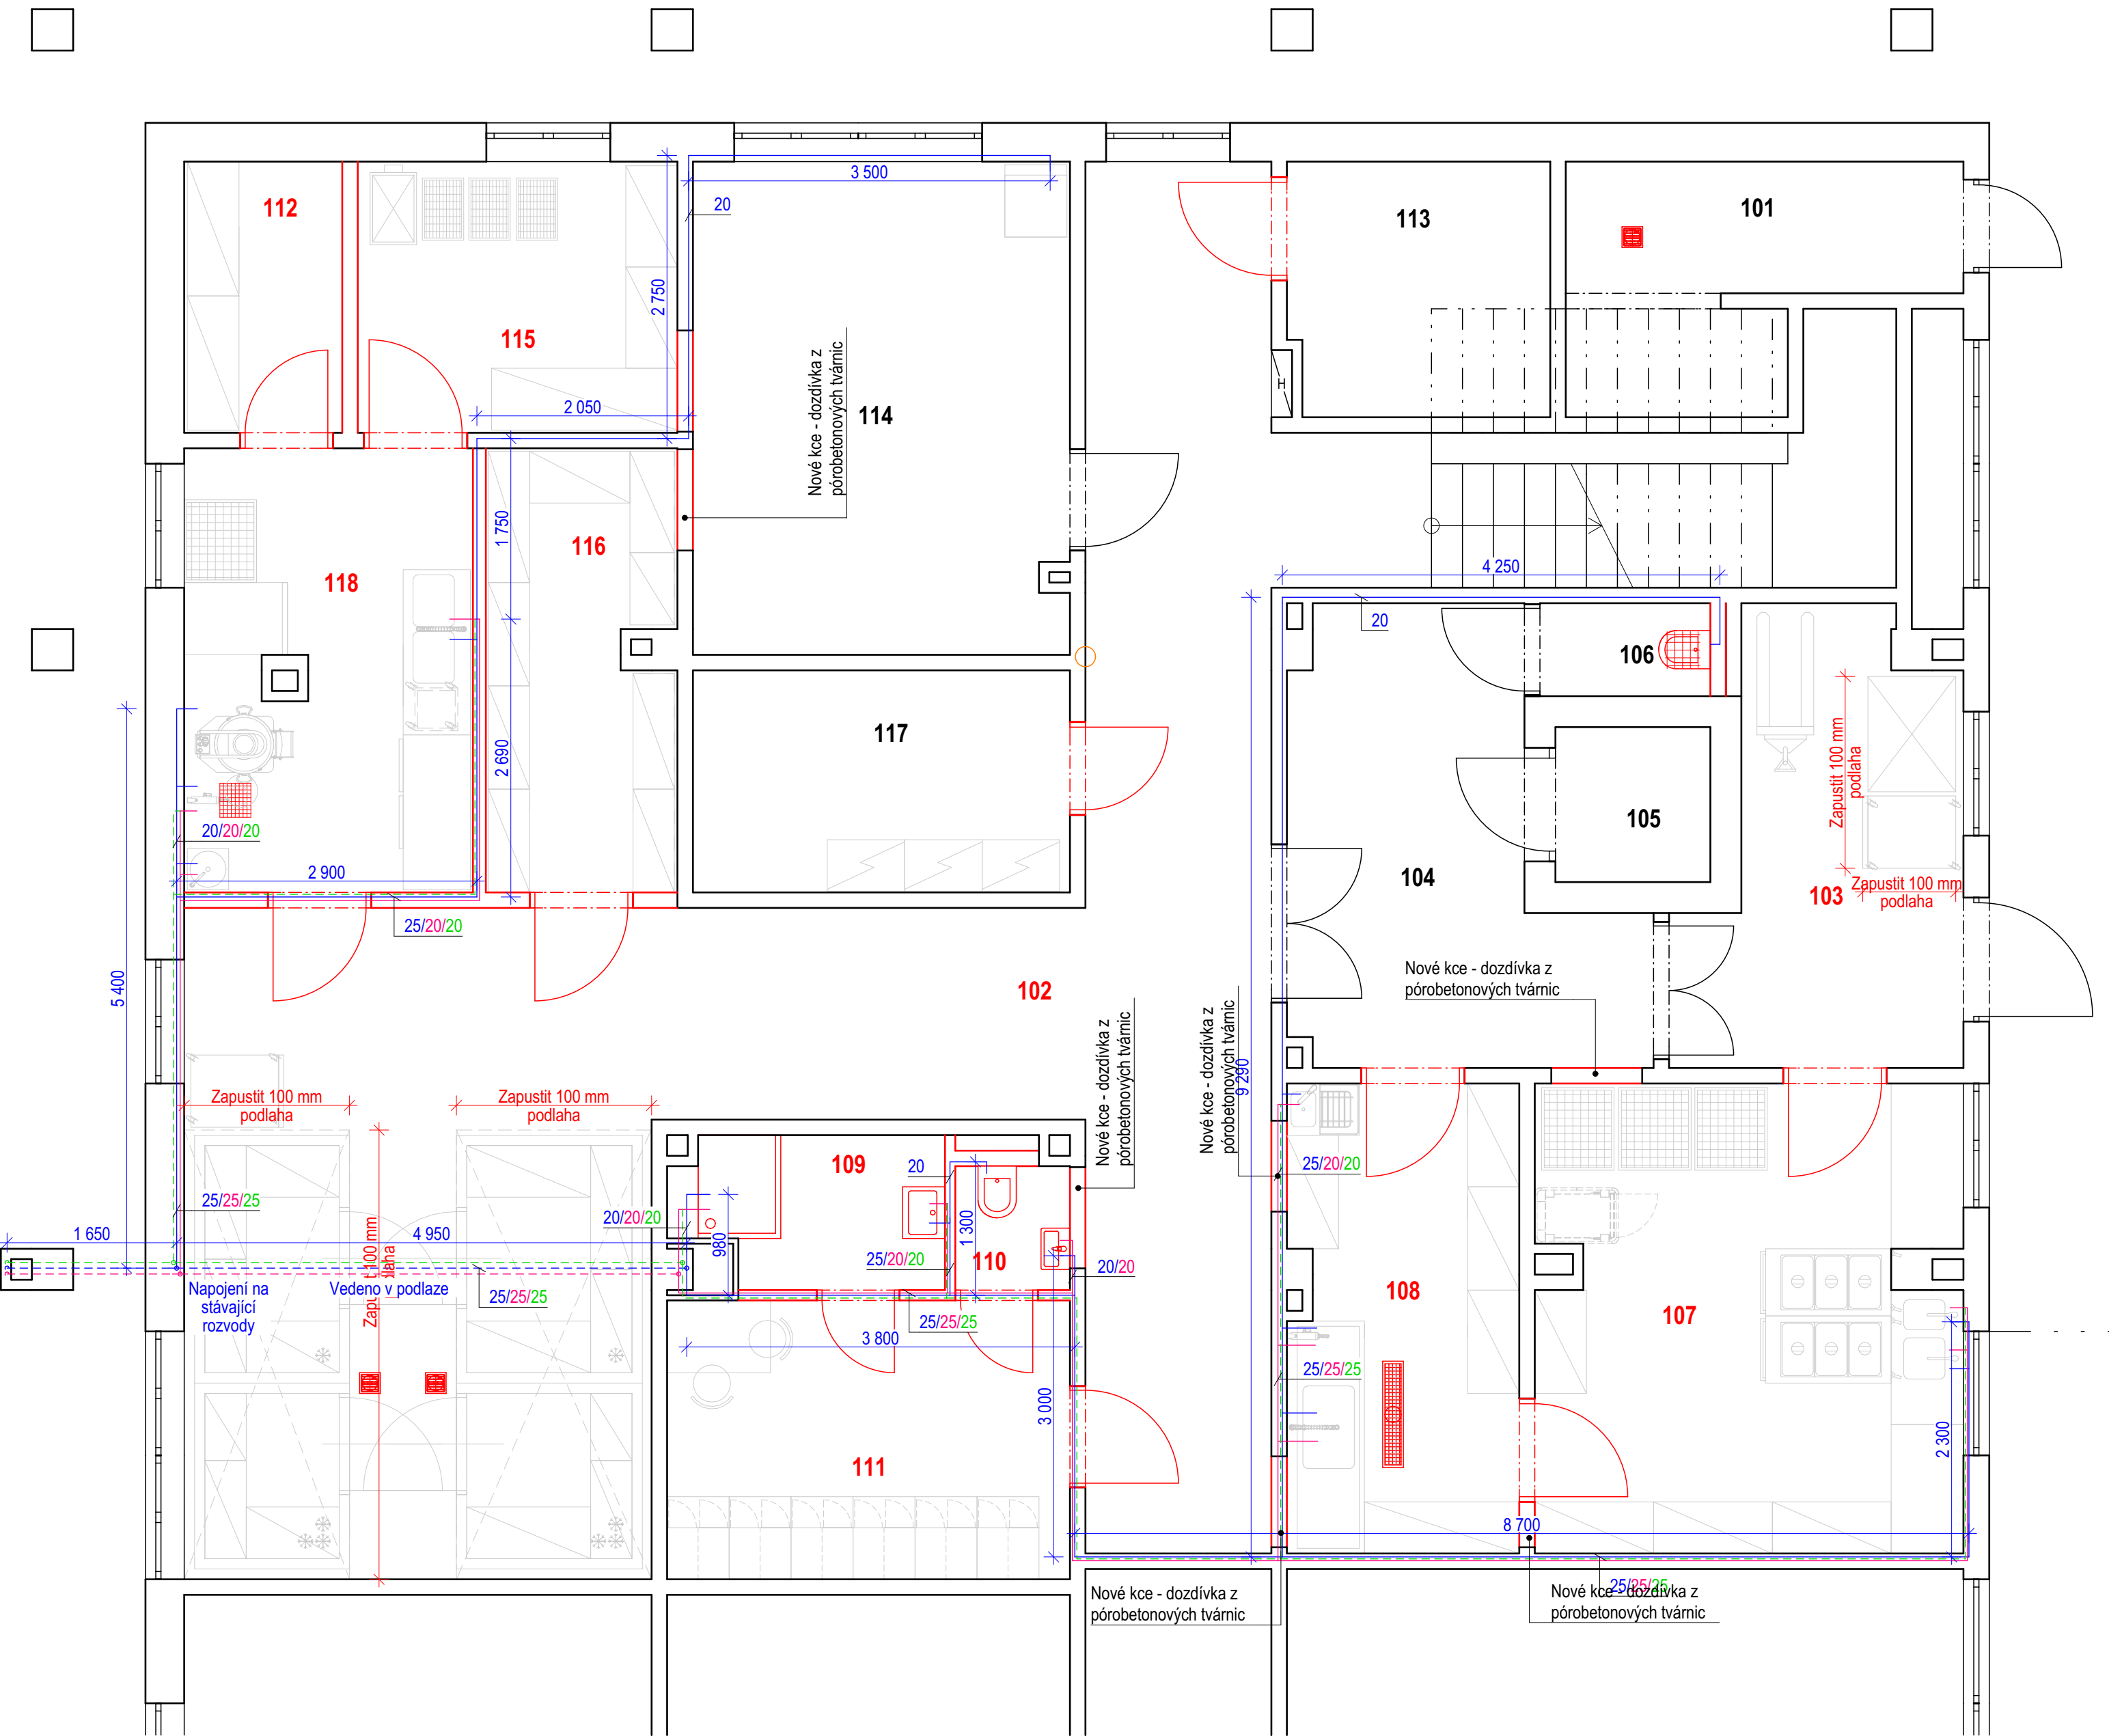 3 500
20
112
113
101
2 750
115
2 050
Nové kce - dozdívka z
pórobetonových tvárnic
114
H
1 750
116
118
4 250
20
106
117
2 690
Zapustit 100 mm
podlaha
105
20/20/20
2 900
104
Zapustit 100 mm
podlaha
103
25/20/20
5 400
102
Nové kce - dozdívka z
pórobetonových tvárnic
Nové kce - dozdívka z
pórobetonových tvárnic
Nové kce - dozdívka z
pórobetonových tvárnic
9 290
Zapustit 100 mm
podlaha
Zapustit 100 mm
podlaha
109
20
25/20/20
25/25/25
20/20/20
1 650
4 950
980
1 300
25/20/20
110
20/20
Napojení na
stávající
rozvody
Vedeno v podlaze
25/25/25
108
107
25/25/25
3 800
25/25/25
3 000
2 300
111
8 700
25/25/25
Nové kce - dozdívka z
pórobetonových tvárnic
Nové kce - dozdívka z
pórobetonových tvárnic